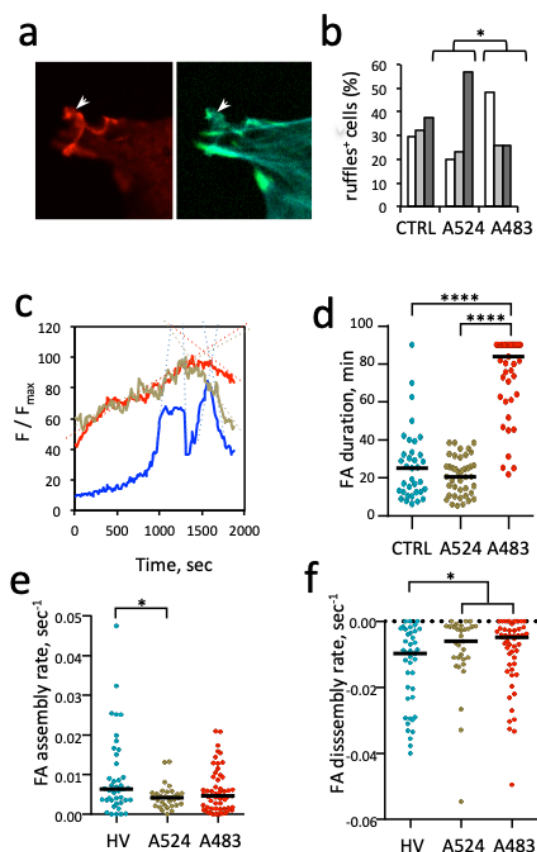 a
b
*
ruffles⁺ cells (%)
60
50
40
30
20
10
0
CTRL A524 A483
c
F / Fmax
120
100
80
60
40
20
0
0 500 1000 1500 2000
Time, sec
d
****
****
FA duration, min
100
80
60
40
20
0
CTRL A524 A483
e
*
FA assembly rate, sec⁻¹
0.05
0.04
0.03
0.02
0.01
0.00
HV A524 A483
f
*
FA disssembly rate, sec⁻¹
0.00
-0.02
-0.04
-0.06
HV A524 A483